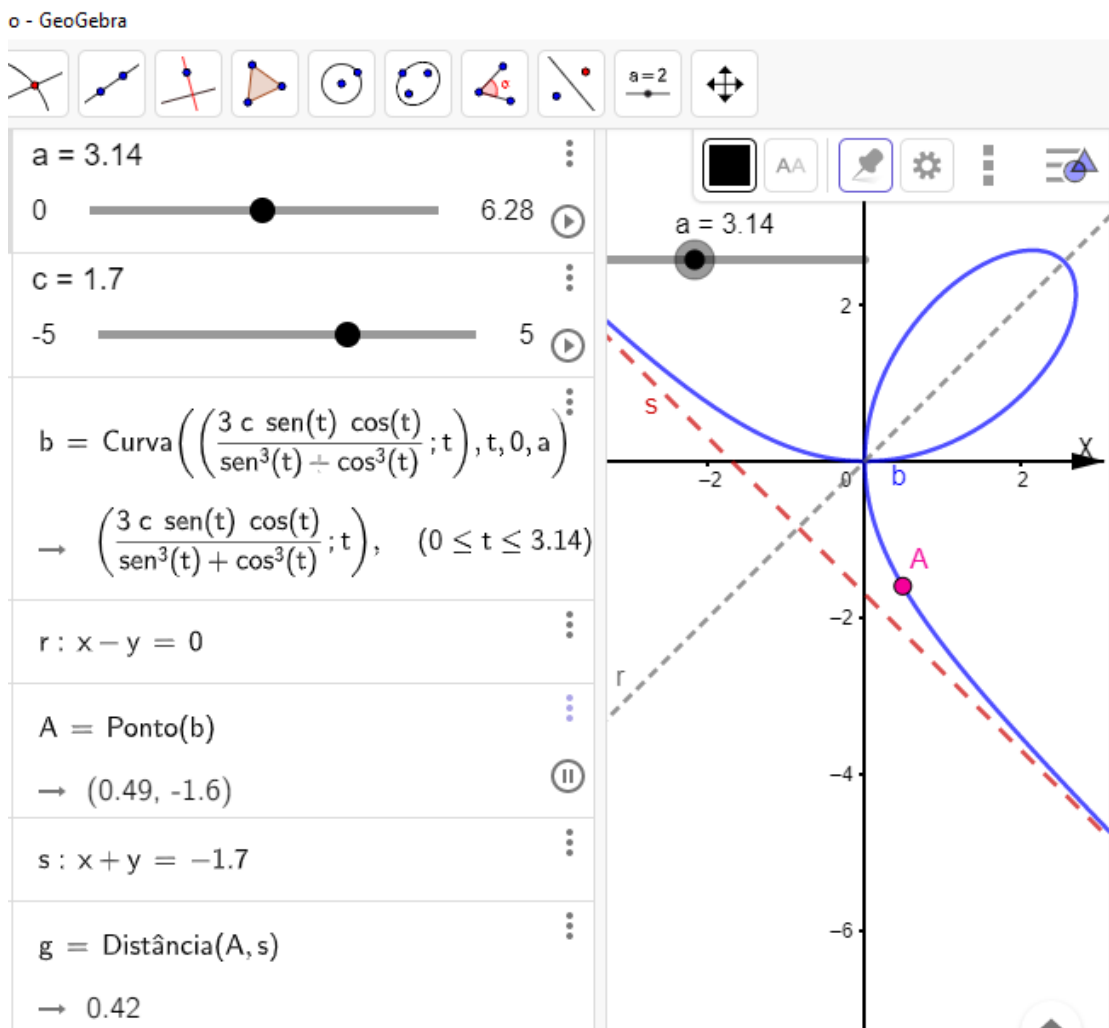 o - GeoGebra
a=2
a = 3.14
0 6.28
c = 1.7
-5 5
b = Curva((3 c sen(t) cos(t) / sen³(t) + cos³(t) ; t), t, 0, a)
→ (3 c sen(t) cos(t) / sen³(t) + cos³(t) ; t), (0 ≤ t ≤ 3.14)
r : x − y = 0
A = Ponto(b)
→ (0.49, -1.6)
s : x + y = −1.7
g = Distância(A, s)
→ 0.42
AA
a = 3.14
2
s
X
−2 0 b 2
A
−2
r
−4
−6